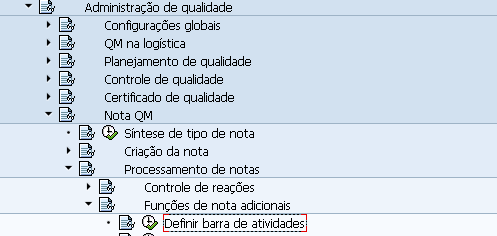 Administração de qualidade
Configurações globais
QM na logística
Planejamento de qualidade
Controle de qualidade
Certificado de qualidade
Nota QM
Síntese de tipo de nota
Criação da nota
Processamento de notas
Controle de reações
Funções de nota adicionais
Definir barra de atividades